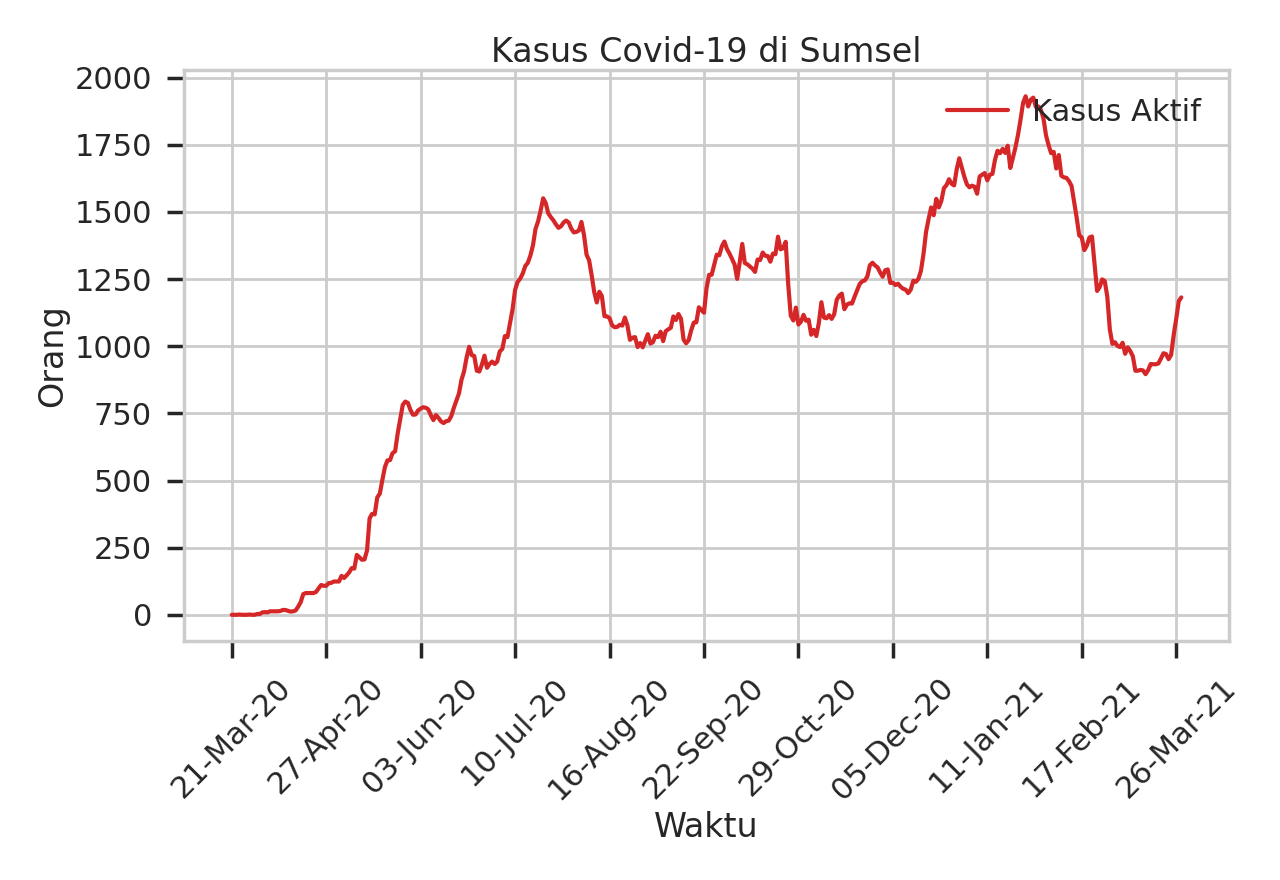 Kasus Covid-19 di Sumsel
Kasus Aktif
2000
1750
1500
1250
1000
750
500
250
0
Orang
21-Mar-20
27-Apr-20
03-Jun-20
10-Jul-20
16-Aug-20
22-Sep-20
29-Oct-20
05-Dec-20
11-Jan-21
17-Feb-21
26-Mar-21
Waktu